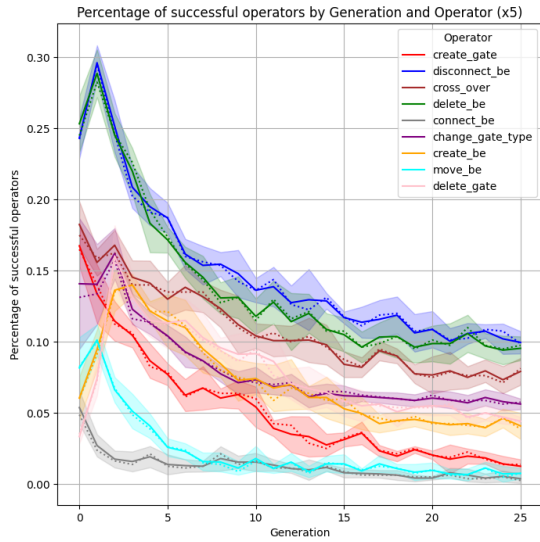 Percentage of successful operators by Generation and Operator (x5)
Percentage of successful operators
0.30
0.25
0.20
0.15
0.10
0.05
0.00
0
5
10
15
20
25
Generation
Operator
create_gate
disconnect_be
cross_over
delete_be
connect_be
change_gate_type
create_be
move_be
delete_gate